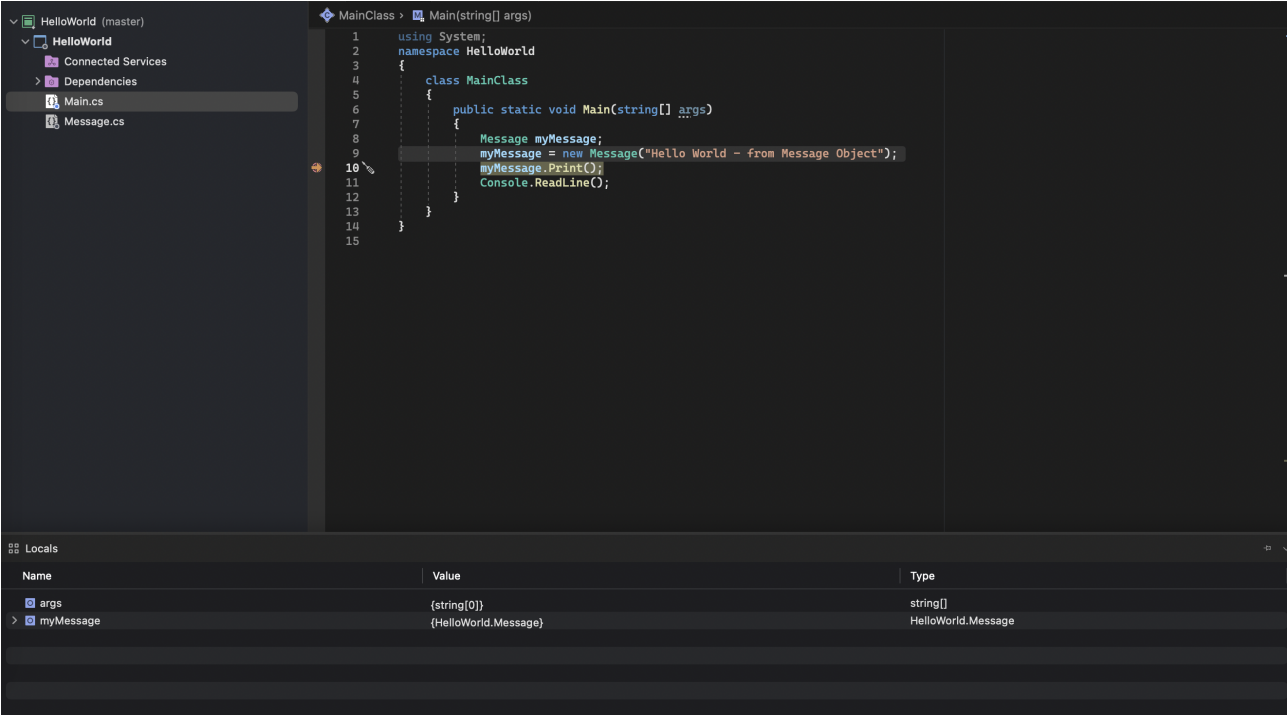 HelloWorld (master)
HelloWorld
Connected Services
Dependencies
Main.cs
Message.cs
MainClass › M Main(string[] args)
1 using System;
2 namespace HelloWorld
3 {
4 class MainClass
5 {
6 public static void Main(string[] args)
7 {
8 Message myMessage;
9 myMessage = new Message("Hello World - from Message Object");
10 myMessage.Print();
11 Console.ReadLine();
12 }
13 }
14 }
15
Locals
Name Value Type
args {string[0]} string[]
myMessage {HelloWorld.Message} HelloWorld.Message